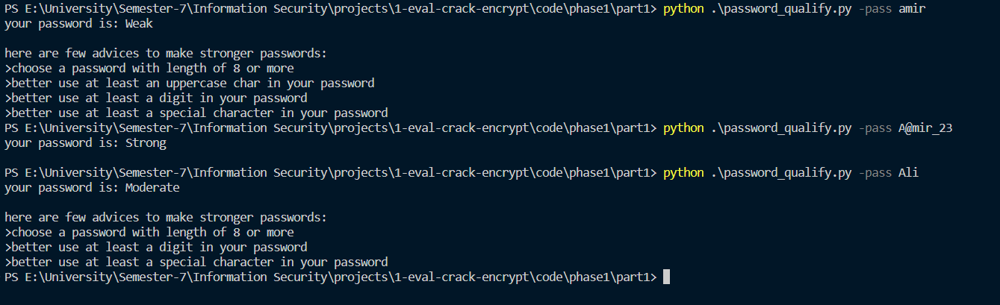 PS E:\University\Semester-7\Information Security\projects\1-eval-crack-encrypt\code\phase1\part1> python .\password_qualify.py -pass amir
your password is: Weak
here are few advices to make stronger passwords:
>choose a password with length of 8 or more
>better use at least an uppercase char in your password
>better use at least a digit in your password
>better use at least a special character in your password
PS E:\University\Semester-7\Information Security\projects\1-eval-crack-encrypt\code\phase1\part1> python .\password_qualify.py -pass A@mir_23
your password is: Strong
PS E:\University\Semester-7\Information Security\projects\1-eval-crack-encrypt\code\phase1\part1> python .\password_qualify.py -pass Ali
your password is: Moderate
here are few advices to make stronger passwords:
>choose a password with length of 8 or more
>better use at least a digit in your password
>better use at least a special character in your password
PS E:\University\Semester-7\Information Security\projects\1-eval-crack-encrypt\code\phase1\part1>